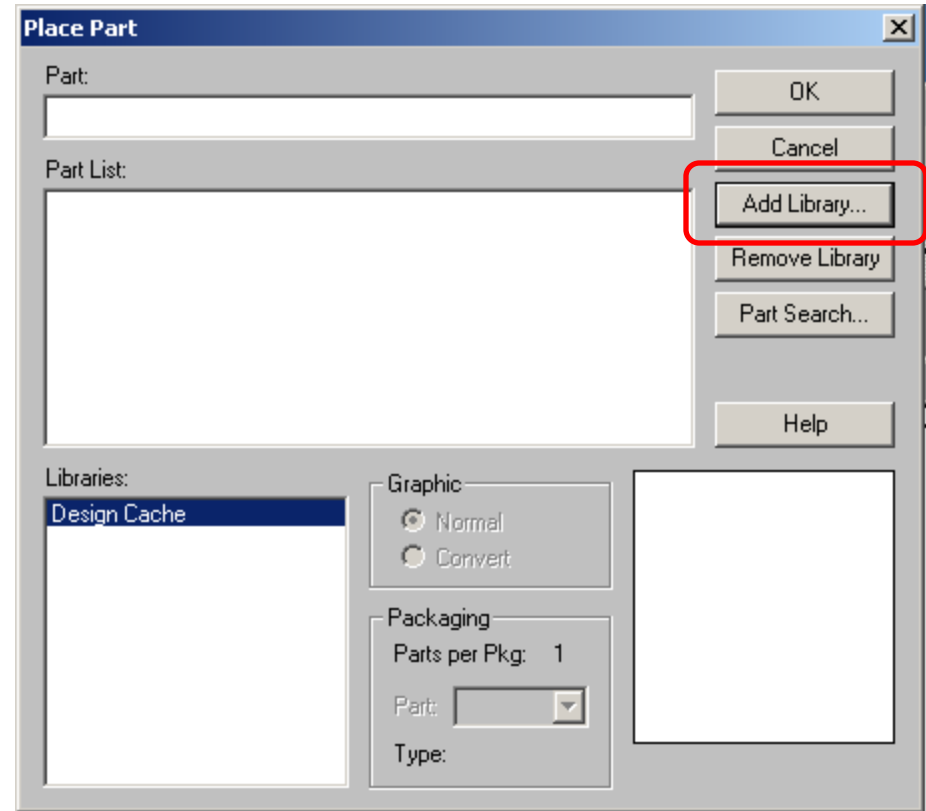 Place Part
Part:
OK
Cancel
Part List:
Add Library...
Remove Library
Part Search...
Help
Libraries:
Design Cache
Graphic
Normal
Convert
Packaging
Parts per Pkg: 1
Part:
Type: